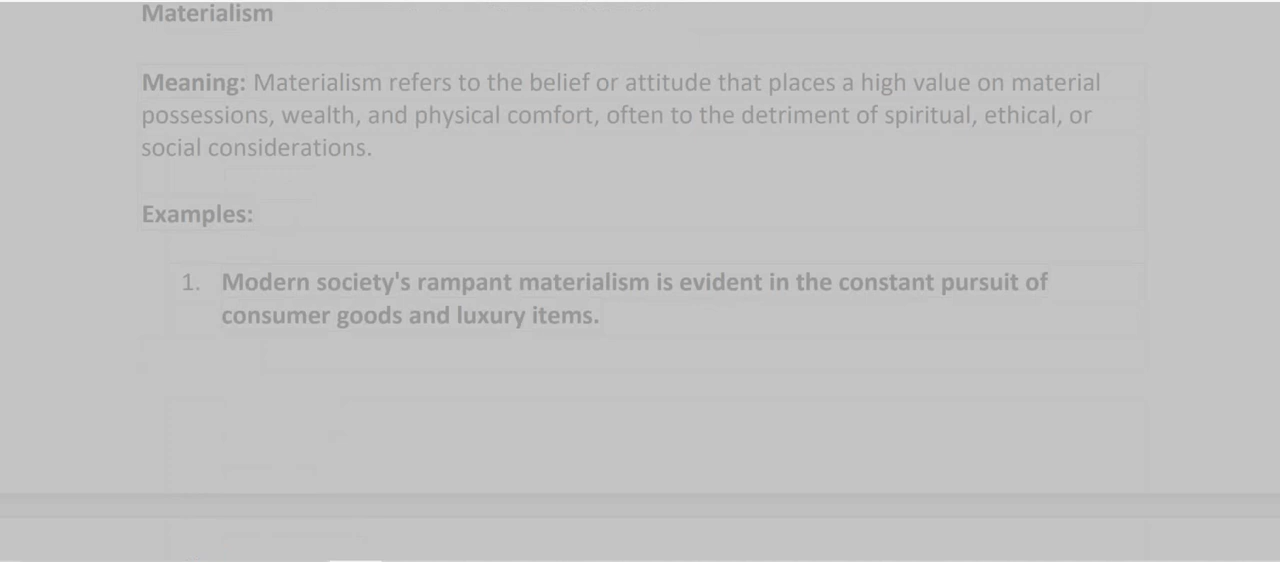 Materialism
Meaning: Materialism refers to the belief or attitude that places a high value on material
possessions, wealth, and physical comfort, often to the detriment of spiritual, ethical, or
social considerations.
Examples:
1. Modern society's rampant materialism is evident in the constant pursuit of
consumer goods and luxury items.